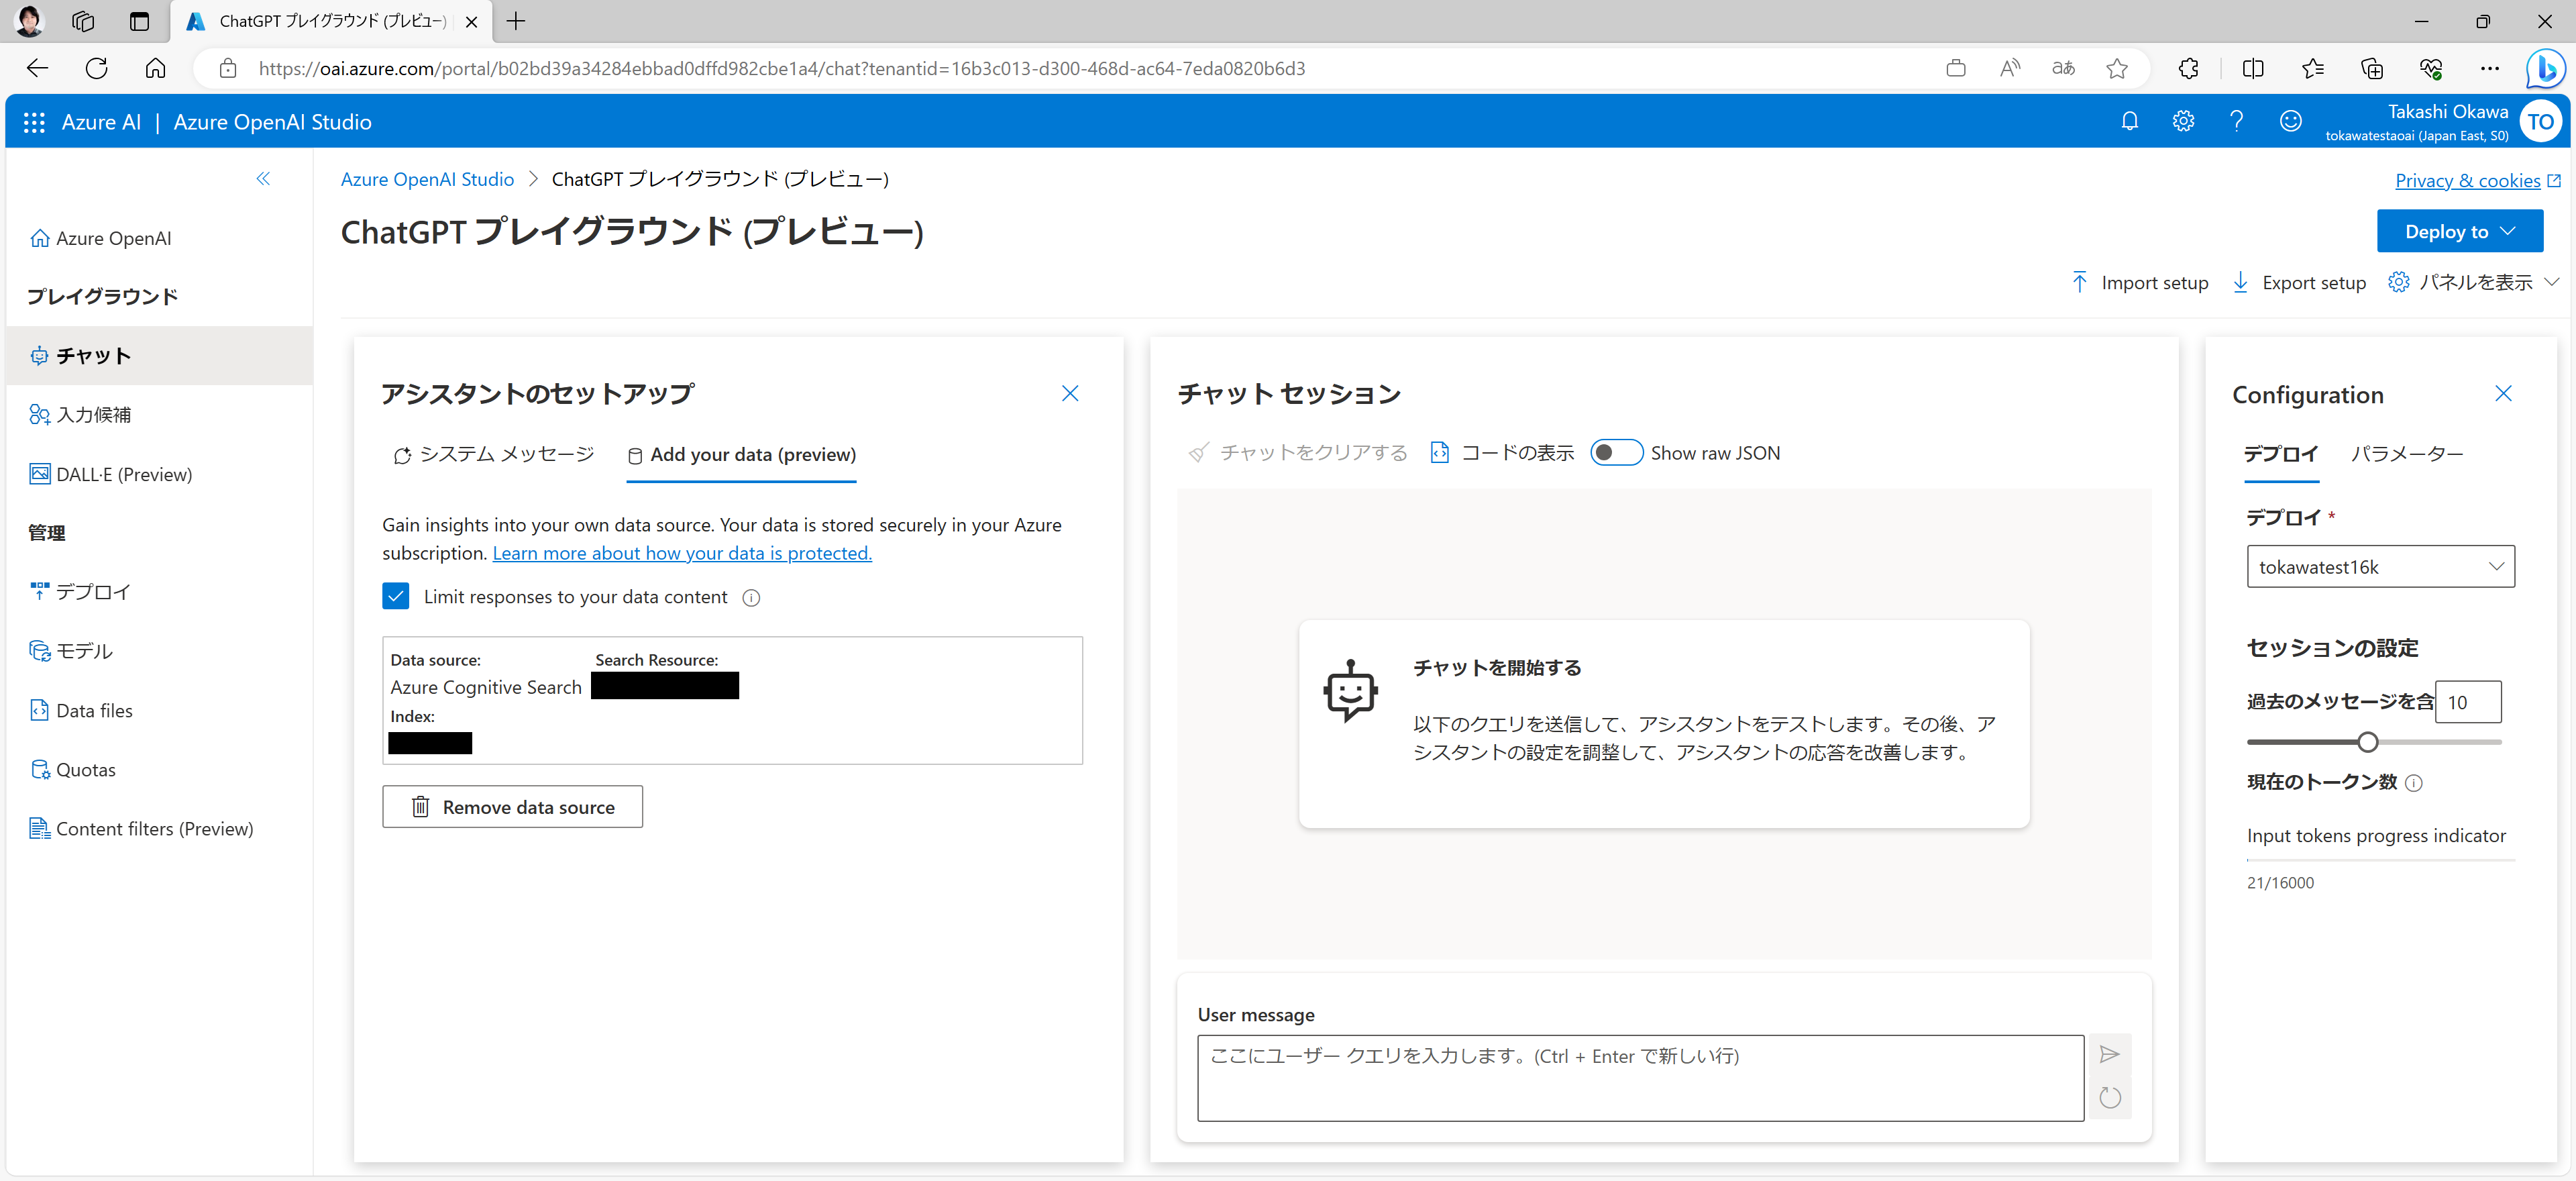 ChatGPT プレイグラウンド (プレビュー)
https://oai.azure.com/portal/b02bd39a34284ebbad0dffd982cbe1a4/chat?tenantid=16b3c013-d300-468d-ac64-7eda0820b6d3
Azure AI | Azure OpenAI Studio
Takashi Okawa
tokawatestaoai (Japan East, S0)
TO
Azure OpenAI Studio > ChatGPT プレイグラウンド (プレビュー)
Privacy & cookies
ChatGPT プレイグラウンド (プレビュー)
Deploy to
Import setup
Export setup
パネルを表示
Azure OpenAI
プレイグラウンド
チャット
入力候補
DALL·E (Preview)
管理
デプロイ
モデル
Data files
Quotas
Content filters (Preview)
アシスタントのセットアップ
システム メッセージ
Add your data (preview)
Gain insights into your own data source. Your data is stored securely in your Azure
subscription. Learn more about how your data is protected.
Limit responses to your data content
Data source:
Azure Cognitive Search
Search Resource:
Index:
Remove data source
チャット セッション
チャットをクリアする
コードの表示
Show raw JSON
チャットを開始する
以下のクエリを送信して、アシスタントをテストします。その後、ア
シスタントの設定を調整して、アシスタントの応答を改善します。
User message
ここにユーザー クエリを入力します。(Ctrl + Enter で新しい行)
Configuration
デプロイ
パラメーター
デプロイ *
tokawatest16k
セッションの設定
過去のメッセージを含
10
現在のトークン数
Input tokens progress indicator
21/16000